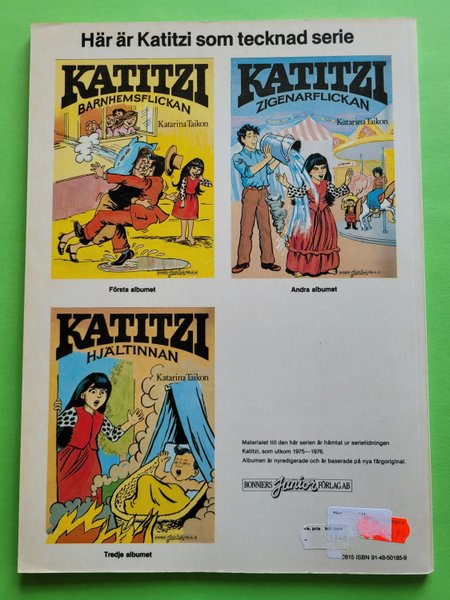 Här är Katitzi som tecknad serie
KATITZI
BARNHEMSFLICKAN
Katarina Taikon
Första albumet
KATITZI
ZIGENARFLICKAN
Katarina Taikon
Andra albumet
KATITZI
HJÄLTINNAN
Katarina Taikon
Tredje albumet
Materialet till den här serien är hämtat ur serietidningen
Katitzi, som utkom 1975—1976.
Albumen är nyredigerade och är baserade på nya färgoriginal.
BONNIERS Junior FÖRLAG AB
ISBN 91-48-50185-9